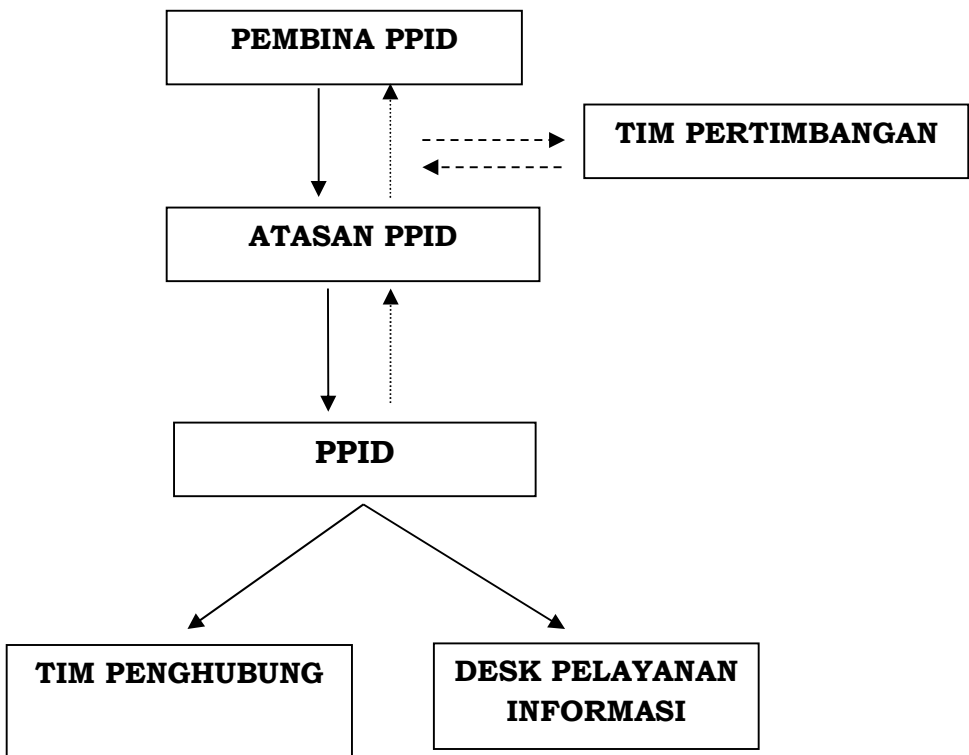 PEMBINA PPID
TIM PERTIMBANGAN
ATASAN PPID
PPID
TIM PENGHUBUNG
DESK PELAYANAN
INFORMASI